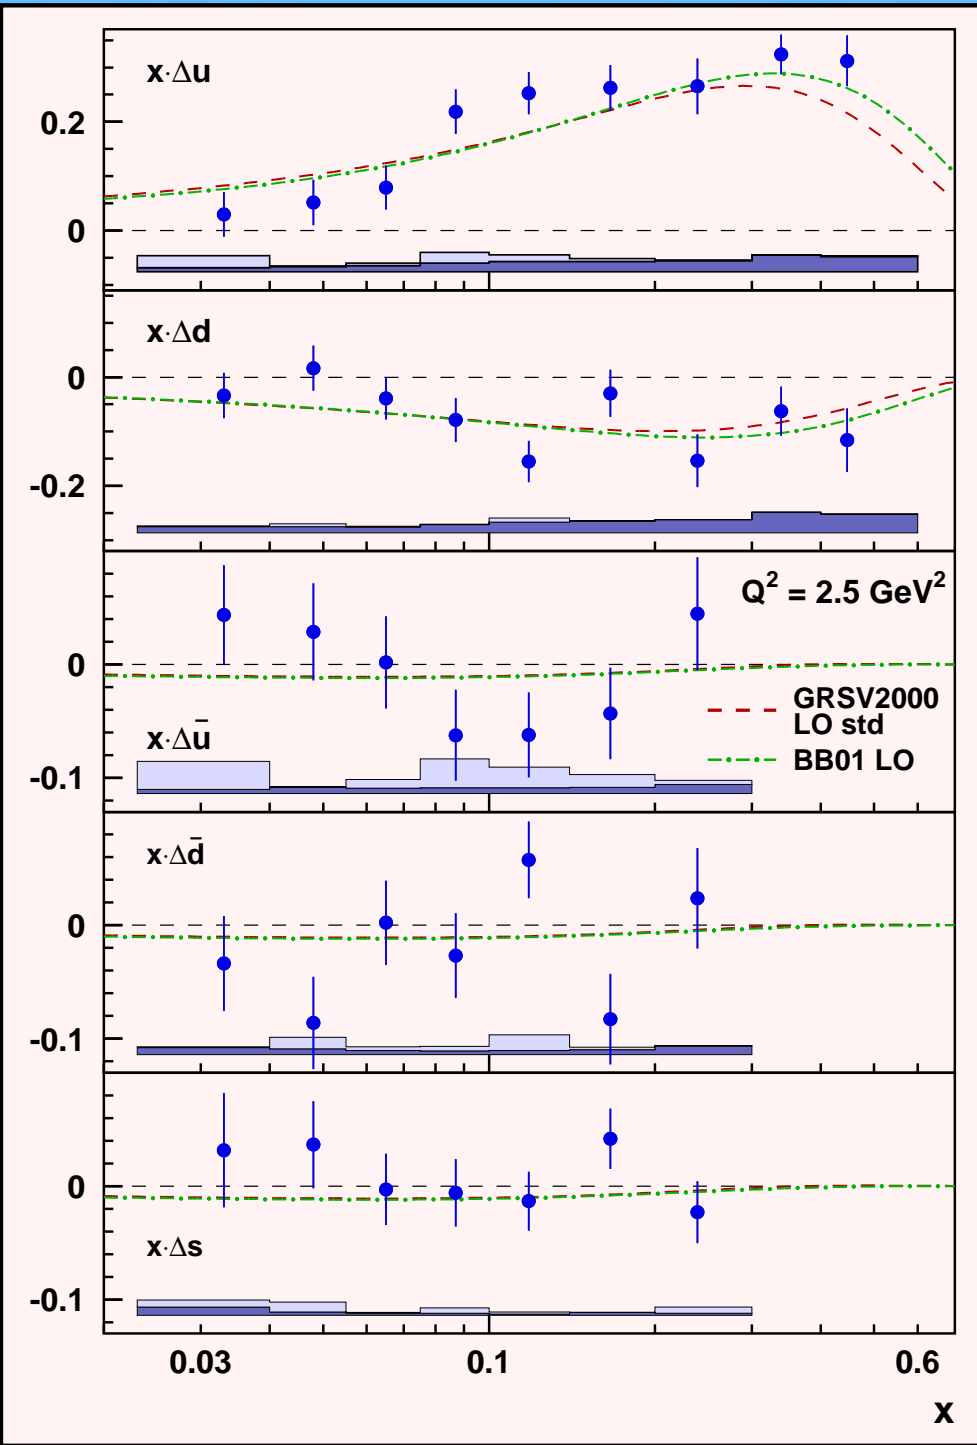 x·Δu
0.2
0
x·Δd
0
-0.2
Q² = 2.5 GeV²
0
GRSV2000
LO std
x·Δū
BB01 LO
-0.1
x·Δd̄
0
-0.1
0
x·Δs
-0.1
0.03 0.1 0.6
x